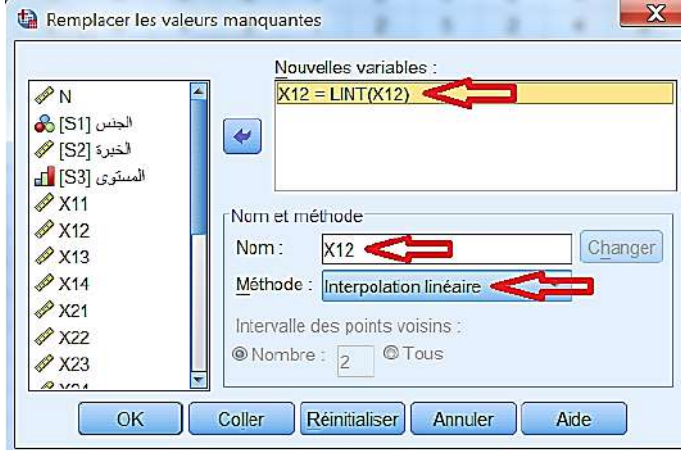 Remplacer les valeurs manquantes
X
Nouvelles variables :
X12 = LINT(X12)
N
الجنس [S1]
الخبرة [S2]
المستوى [S3]
X11
X12
X13
X14
X21
X22
X23
Nom et méthode
Nom : X12 Changer
Méthode : Interpolation linéaire
Intervalle des points voisins :
Nombre : 2 Tous
OK Coller Réinitialiser Annuler Aide